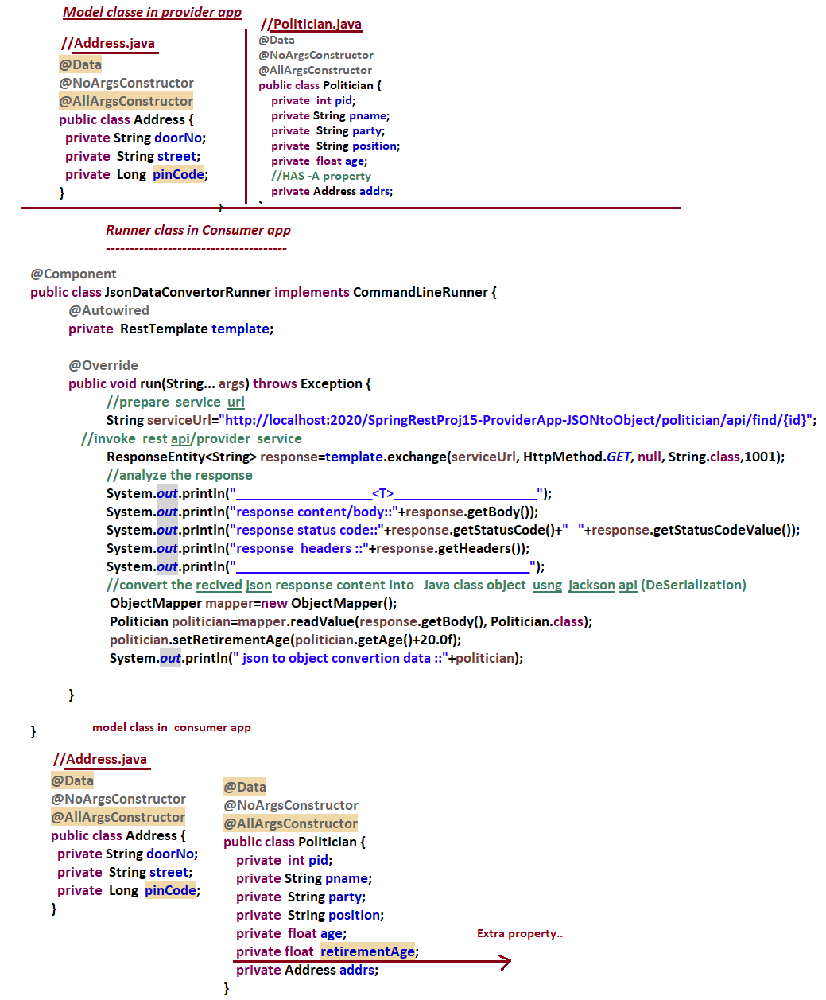 Model classe in provider app
//Address.java
@Data
@NoArgsConstructor
@AllArgsConstructor
public class Address {
private String doorNo;
private String street;
private Long pinCode;
}
//Politician.java
@Data
@NoArgsConstructor
@AllArgsConstructor
public class Politician {
private int pid;
private String pname;
private String party;
private String position;
private float age;
//HAS -A property
private Address addrs;
}
Runner class in Consumer app
--------------------------------------
@Component
public class JsonDataConvertorRunner implements CommandLineRunner {
@Autowired
private RestTemplate template;
@Override
public void run(String... args) throws Exception {
//prepare service url
String serviceUrl="http://localhost:2020/SpringRestProj15-ProviderApp-JSONtoObject/politician/api/find/{id}";
//invoke rest api/provider service
ResponseEntity<String> response=template.exchange(serviceUrl, HttpMethod.GET, null, String.class,1001);
//analyze the response
System.out.println("___________________<T>____________________");
System.out.println("response content/body::"+response.getBody());
System.out.println("response status code::"+response.getStatusCode()+" "+response.getStatusCodeValue());
System.out.println("response headers ::"+response.getHeaders());
System.out.println("_________________________________________");
//convert the recived json response content into Java class object usng jackson api (DeSerialization)
ObjectMapper mapper=new ObjectMapper();
Politician politician=mapper.readValue(response.getBody(), Politician.class);
politician.setRetirementAge(politician.getAge()+20.0f);
System.out.println(" json to object convertion data ::"+politician);
}
}
model class in consumer app
//Address.java
@Data
@NoArgsConstructor
@AllArgsConstructor
public class Address {
private String doorNo;
private String street;
private Long pinCode;
}
@Data
@NoArgsConstructor
@AllArgsConstructor
public class Politician {
private int pid;
private String pname;
private String party;
private String position;
private float age;
Extra property..
private float retirementAge;
private Address addrs;
}